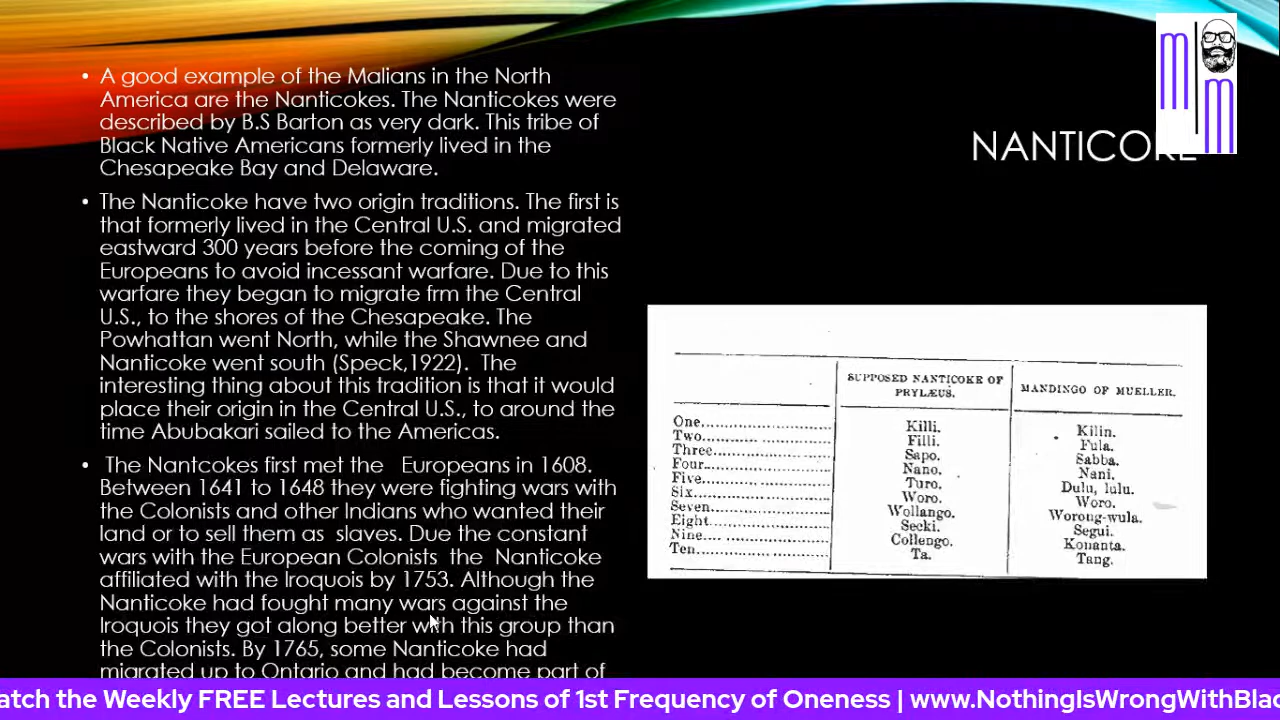 • A good example of the Malians in the North
America are the Nanticokes. The Nanticokes were
described by B.S Barton as very dark. This tribe of
Black Native Americans formerly lived in the
Chesapeake Bay and Delaware.
• The Nanticoke have two origin traditions. The first is
that formerly lived in the Central U.S. and migrated
eastward 300 years before the coming of the
Europeans to avoid incessant warfare. Due to this
warfare they began to migrate frm the Central
U.S., to the shores of the Chesapeake. The
Powhattan went North, while the Shawnee and
Nanticoke went south (Speck,1922). The
interesting thing about this tradition is that it would
place their origin in the Central U.S., to around the
time Abubakari sailed to the Americas.
• The Nantcokes first met the Europeans in 1608.
Between 1641 to 1648 they were fighting wars with
the Colonists and other Indians who wanted their
land or to sell them as slaves. Due the constant
wars with the European Colonists the Nanticoke
affiliated with the Iroquois by 1753. Although the
Nanticoke had fought many wars against the
Iroquois they got along better with this group than
the Colonists. By 1765, some Nanticoke had
migrated up to Ontario and had become part of
NANTICOKE
m
m
SUPPOSED NANTICOKE OF
PRYLÆUS.
MANDINGO OF MUELLER.
One Killi. Kilin.
Two Filli. Fula.
Three Sapo. Sabba.
Four Nano. Nani.
Five Turo. Dulu, lulu.
Six Woro. Woro.
Seven Wollango. Worong-wula.
Eight Secki. Segui.
Nine Collengo. Konanta.
Ten Ta. Tang.
atch the Weekly FREE Lectures and Lessons of 1st Frequency of Oneness | www.NothingIsWrongWithBlac